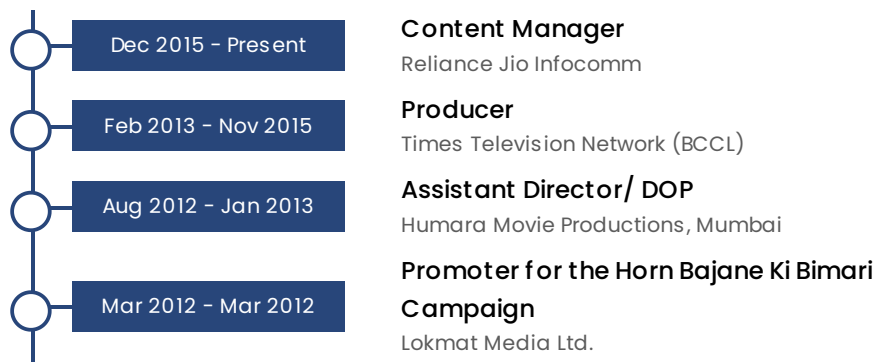 Dec 2015 - Present
Content Manager
Reliance Jio Infocomm
Feb 2013 - Nov 2015
Producer
Times Television Network (BCCL)
Aug 2012 - Jan 2013
Assistant Director/ DOP
Humara Movie Productions, Mumbai
Mar 2012 - Mar 2012
Promoter for the Horn Bajane Ki Bimari
Campaign
Lokmat Media Ltd.